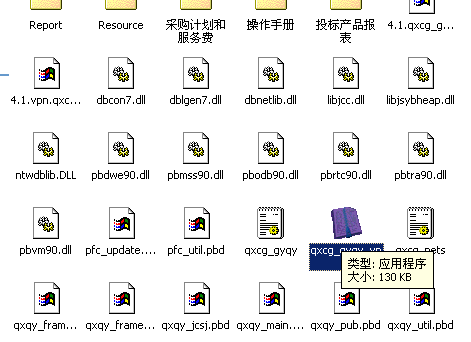 Report
Resource
采购计划和
服务费
操作手册
投标产品报
表
4.1.qxcg_g...
4.1.vpn.qxc...
dbcon7.dll
dblgen7.dll
dbnetlib.dll
libjcc.dll
libjsybheap.dll
ntwdblib.DLL
pbdwe90.dll
pbmss90.dll
pbodb90.dll
pbrtc90.dll
pbtra90.dll
pbvm90.dll
pfc_update....
pfc_util.pbd
qxcg_gyqy
qxcg_gyqy_vp
类型: 应用程序
大小: 130 KB
qxqy_fram...
qxqy_frame...
qxqy_jcsj.pbd
qxqy_main....
qxqy_pub.pbd
qxqy_util.pbd